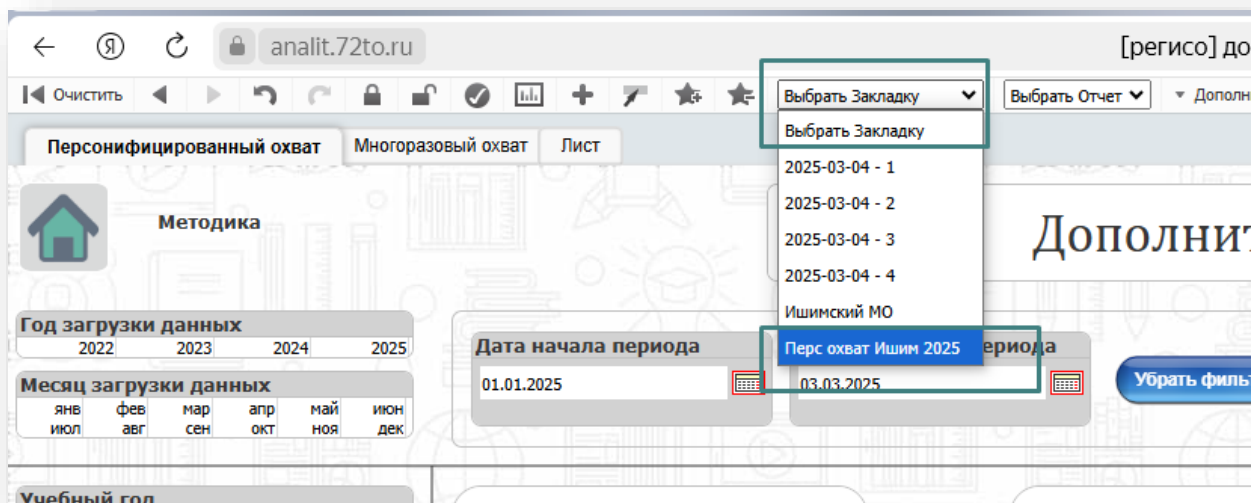 Я analit.72to.ru [регисо] до
Очистить Выбрать Закладку Выбрать Отчет Дополн
Персонифицированный охват Многоразовый охват Лист
Выбрать Закладку
2025-03-04 - 1
2025-03-04 - 2
2025-03-04 - 3
2025-03-04 - 4
Ишимский МО
Перс охват Ишим 2025
Методика
Дополнит
Год загрузки данных
2022 2023 2024 2025
Месяц загрузки данных
янв фев мар апр май июн
июл авг сен окт ноя дек
Дата начала периода
ериода
01.01.2025
03.03.2025
Убрать фильт
Учебный год